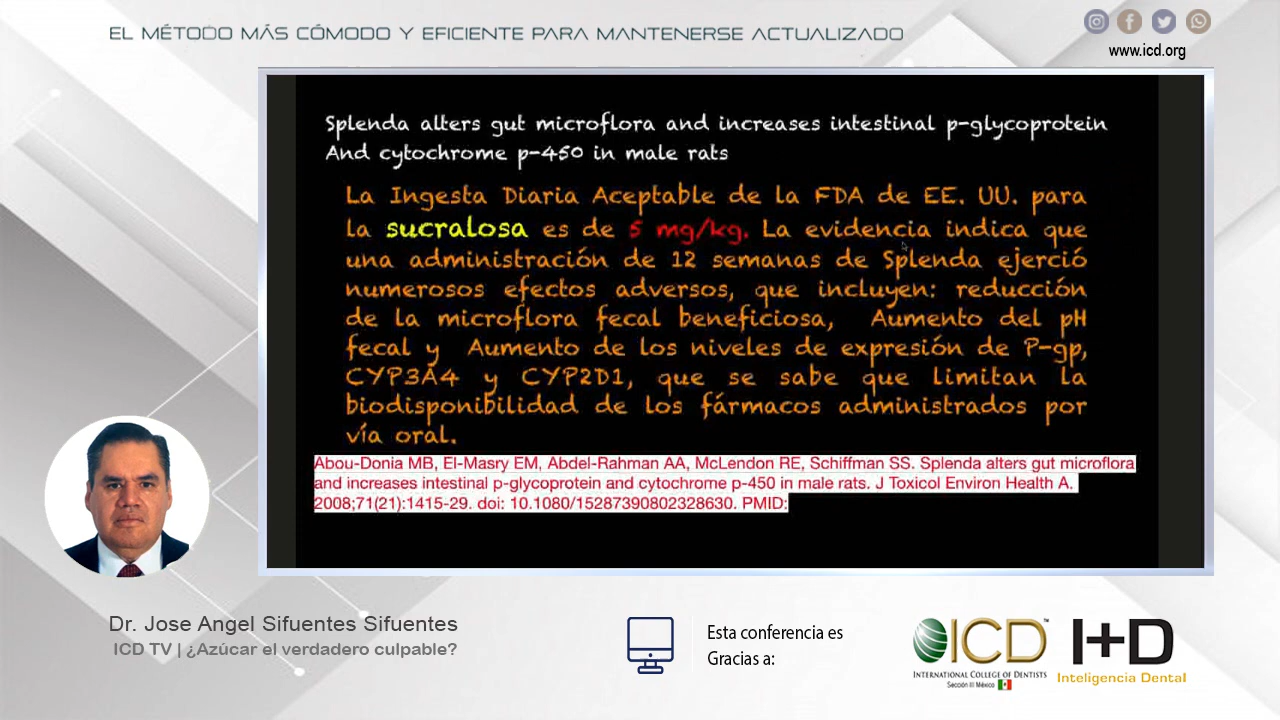 EL MÉTODO MÁS CÓMODO Y EFICIENTE PARA MANTENERSE ACTUALIZADO
www.icd.org
Splenda alters gut microflora and increases intestinal p-glycoprotein
And cytochrome p-450 in male rats
La Ingesta Diaria Aceptable de la FDA de EE. UU. para
la sucralosa es de 5 mg/kg. La evidencia indica que
una administración de 12 semanas de Splenda ejerció
numerosos efectos adversos, que incluyen: reducción
de la microflora fecal beneficiosa, Aumento del pH
fecal y Aumento de los niveles de expresión de P-gp,
CYP3A4 y CYP2D1, que se sabe que limitan la
biodisponibilidad de los fármacos administrados por
vía oral.
Abou-Donia MB, El-Masry EM, Abdel-Rahman AA, McLendon RE, Schiffman SS. Splenda alters gut microflora
and increases intestinal p-glycoprotein and cytochrome p-450 in male rats. J Toxicol Environ Health A.
2008;71(21):1415-29. doi: 10.1080/15287390802328630. PMID:
Dr. Jose Angel Sifuentes Sifuentes
ICD TV | ¿Azúcar el verdadero culpable?
Esta conferencia es
Gracias a:
ICD™
INTERNATIONAL COLLEGE OF DENTISTS
Sección III México
I+D
Inteligencia Dental